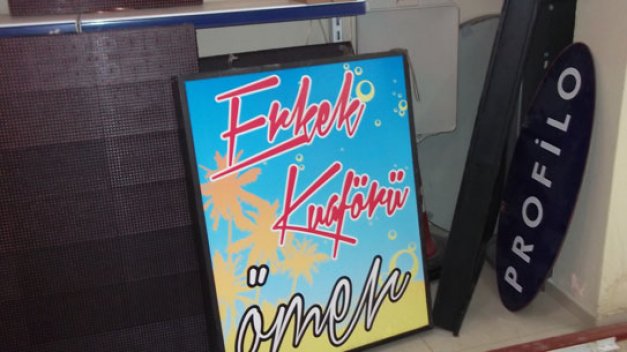 Erkek
Kuaförü
ömer
PROFİLO